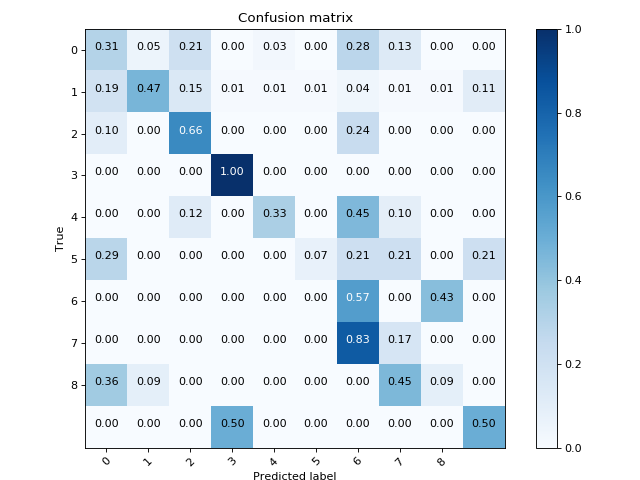 Confusion matrix
0 0.31 0.05 0.21 0.00 0.03 0.00 0.28 0.13 0.00 0.00
1 0.19 0.47 0.15 0.01 0.01 0.01 0.04 0.01 0.01 0.11
2 0.10 0.00 0.66 0.00 0.00 0.00 0.24 0.00 0.00 0.00
3 0.00 0.00 0.00 1.00 0.00 0.00 0.00 0.00 0.00 0.00
4 0.00 0.00 0.12 0.00 0.33 0.00 0.45 0.10 0.00 0.00
5 0.29 0.00 0.00 0.00 0.00 0.07 0.21 0.21 0.00 0.21
6 0.00 0.00 0.00 0.00 0.00 0.00 0.57 0.00 0.43 0.00
7 0.00 0.00 0.00 0.00 0.00 0.00 0.83 0.17 0.00 0.00
8 0.36 0.09 0.00 0.00 0.00 0.00 0.00 0.45 0.09 0.00
0.00 0.00 0.00 0.50 0.00 0.00 0.00 0.00 0.00 0.50
0 1 2 3 4 5 6 7 8
True
Predicted label
1.0
0.8
0.6
0.4
0.2
0.0